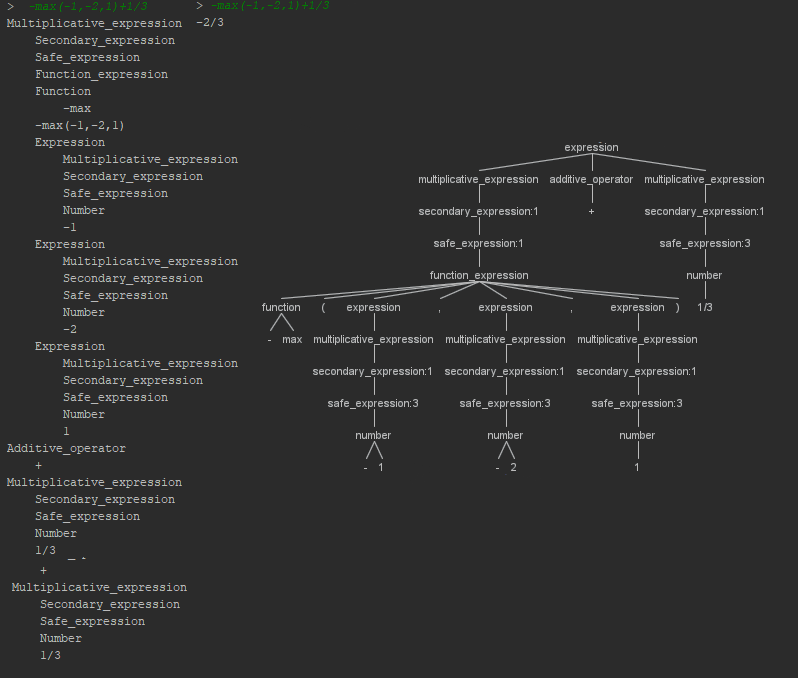 > -max(-1,-2,1)+1/3
Multiplicative_expression
Secondary_expression
Safe_expression
Function_expression
Function
-max
-max(-1,-2,1)
Expression
Multiplicative_expression
Secondary_expression
Safe_expression
Number
-1
Expression
Multiplicative_expression
Secondary_expression
Safe_expression
Number
-2
Expression
Multiplicative_expression
Secondary_expression
Safe_expression
Number
1
Additive_operator
+
Multiplicative_expression
Secondary_expression
Safe_expression
Number
1/3
+
Multiplicative_expression
Secondary_expression
Safe_expression
Number
1/3
> -max(-1,-2,1)+1/3
-2/3
expression
multiplicative_expression additive_operator multiplicative_expression
secondary_expression:1 + secondary_expression:1
safe_expression:1 safe_expression:3
function_expression number
function ( expression , expression , expression ) 1/3
- max multiplicative_expression multiplicative_expression multiplicative_expression
secondary_expression:1 secondary_expression:1 secondary_expression:1
safe_expression:3 safe_expression:3 safe_expression:3
number number number
- 1 - 2 1